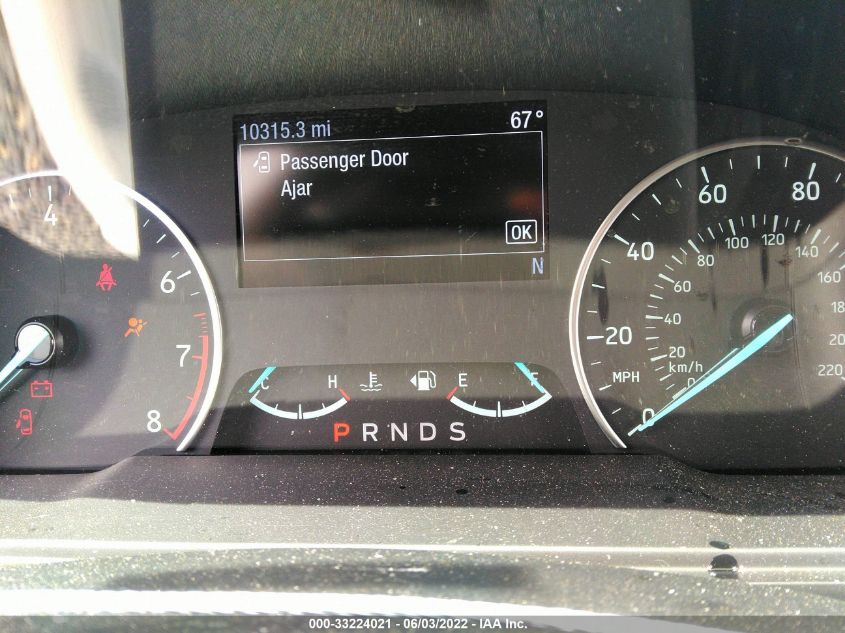 10315.3 mi 67°
Passenger Door
Ajar
OK
N
4
6
7
8
C H E F
P R N D S
0 20 40 60 80
MPH
0 20 40 60 80 100 120 140 160
km/h
220
000-33224021 - 06/03/2022 - IAA Inc.